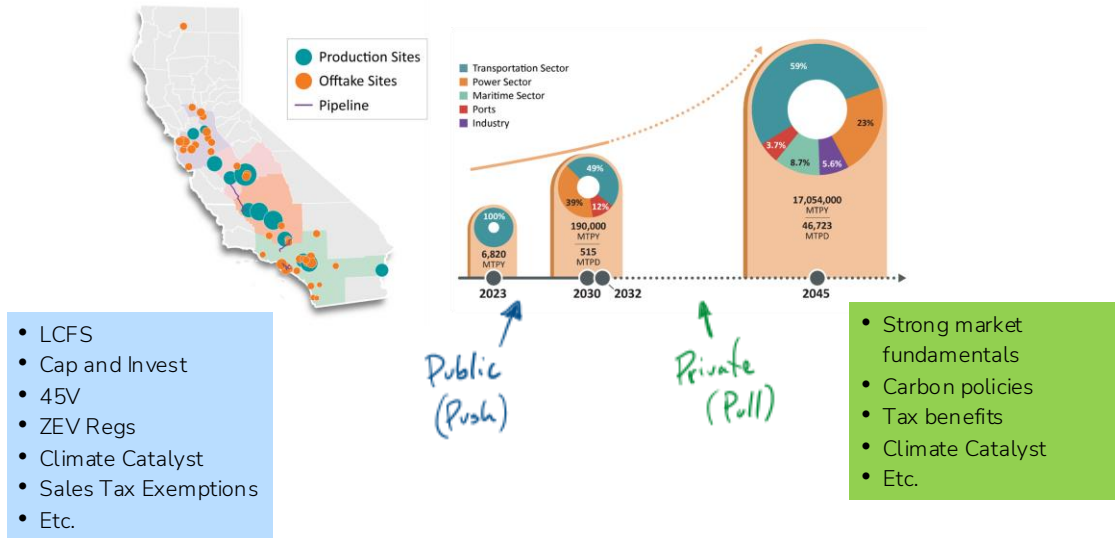 Production Sites
Offtake Sites
Pipeline
Transportation Sector
Power Sector
Maritime Sector
Ports
Industry
100%
6,820
MTPY
49%
39%
12%
190,000
MTPY
515
MTPD
59%
23%
3.7%
8.7%
5.6%
17,054,000
MTPY
46,723
MTPD
2023
2030
2032
2045
Public
(Push)
Private
(Pull)
• LCFS
• Cap and Invest
• 45V
• ZEV Regs
• Climate Catalyst
• Sales Tax Exemptions
• Etc.
• Strong market
fundamentals
• Carbon policies
• Tax benefits
• Climate Catalyst
• Etc.